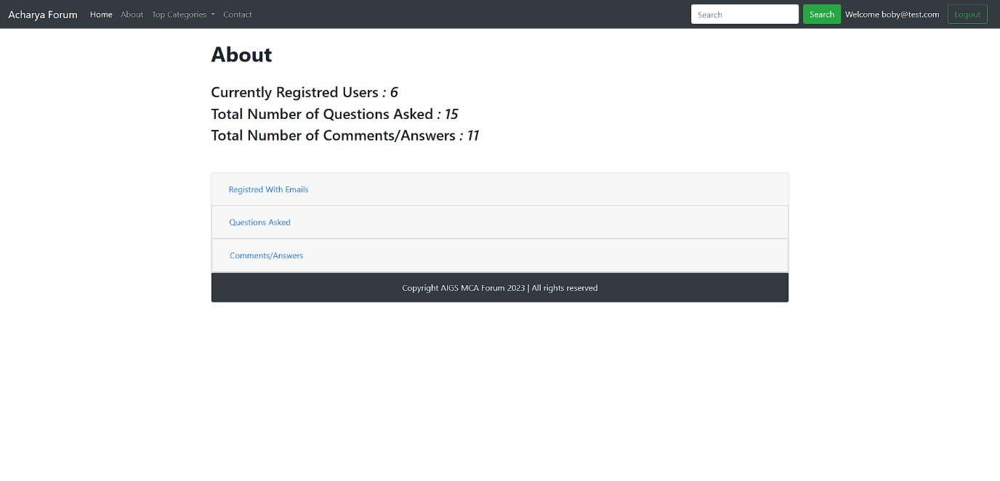 Acharya Forum Home About Top Categories Contact Search Search Welcome boby@test.com Logout
About
Currently Registred Users : 6
Total Number of Questions Asked : 15
Total Number of Comments/Answers : 11
Registred With Emails
Questions Asked
Comments/Answers
Copyright AIGS MCA Forum 2023 | All rights reserved